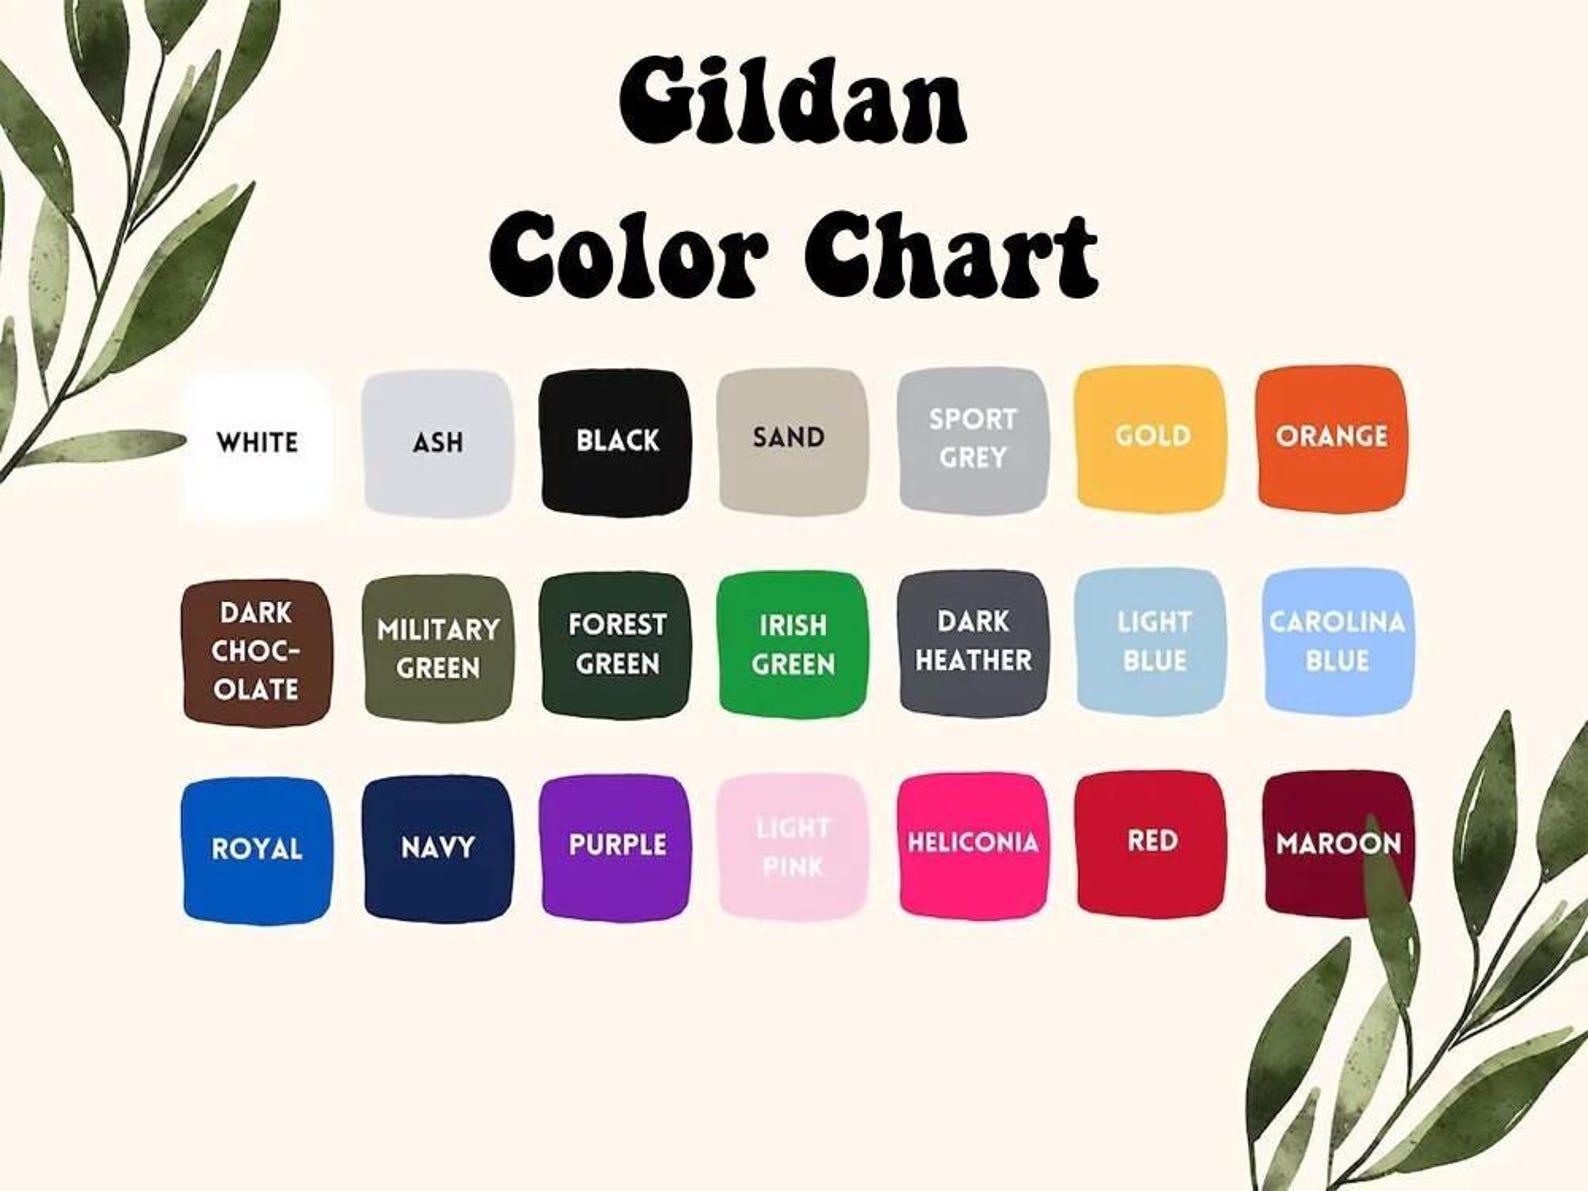 Gildan
Color Chart
WHITE
ASH
BLACK
SAND
SPORT
GREY
GOLD
ORANGE
DARK
CHOC-
OLATE
MILITARY
GREEN
FOREST
GREEN
IRISH
GREEN
DARK
HEATHER
LIGHT
BLUE
CAROLINA
BLUE
ROYAL
NAVY
PURPLE
LIGHT
PINK
HELICONIA
RED
MAROON